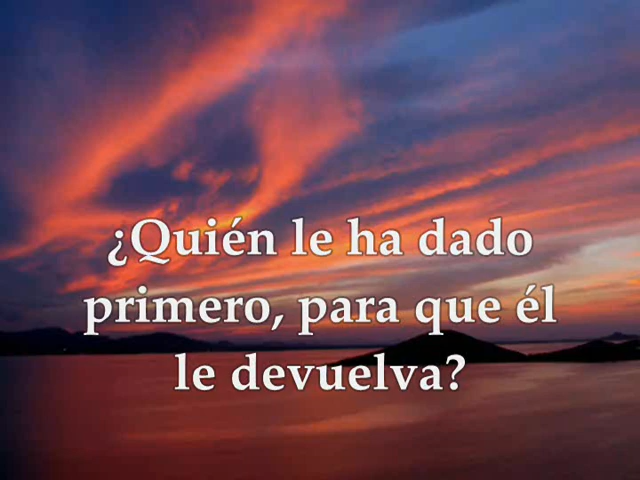 ¿Quién le ha dado
primero, para que él
le devuelva?